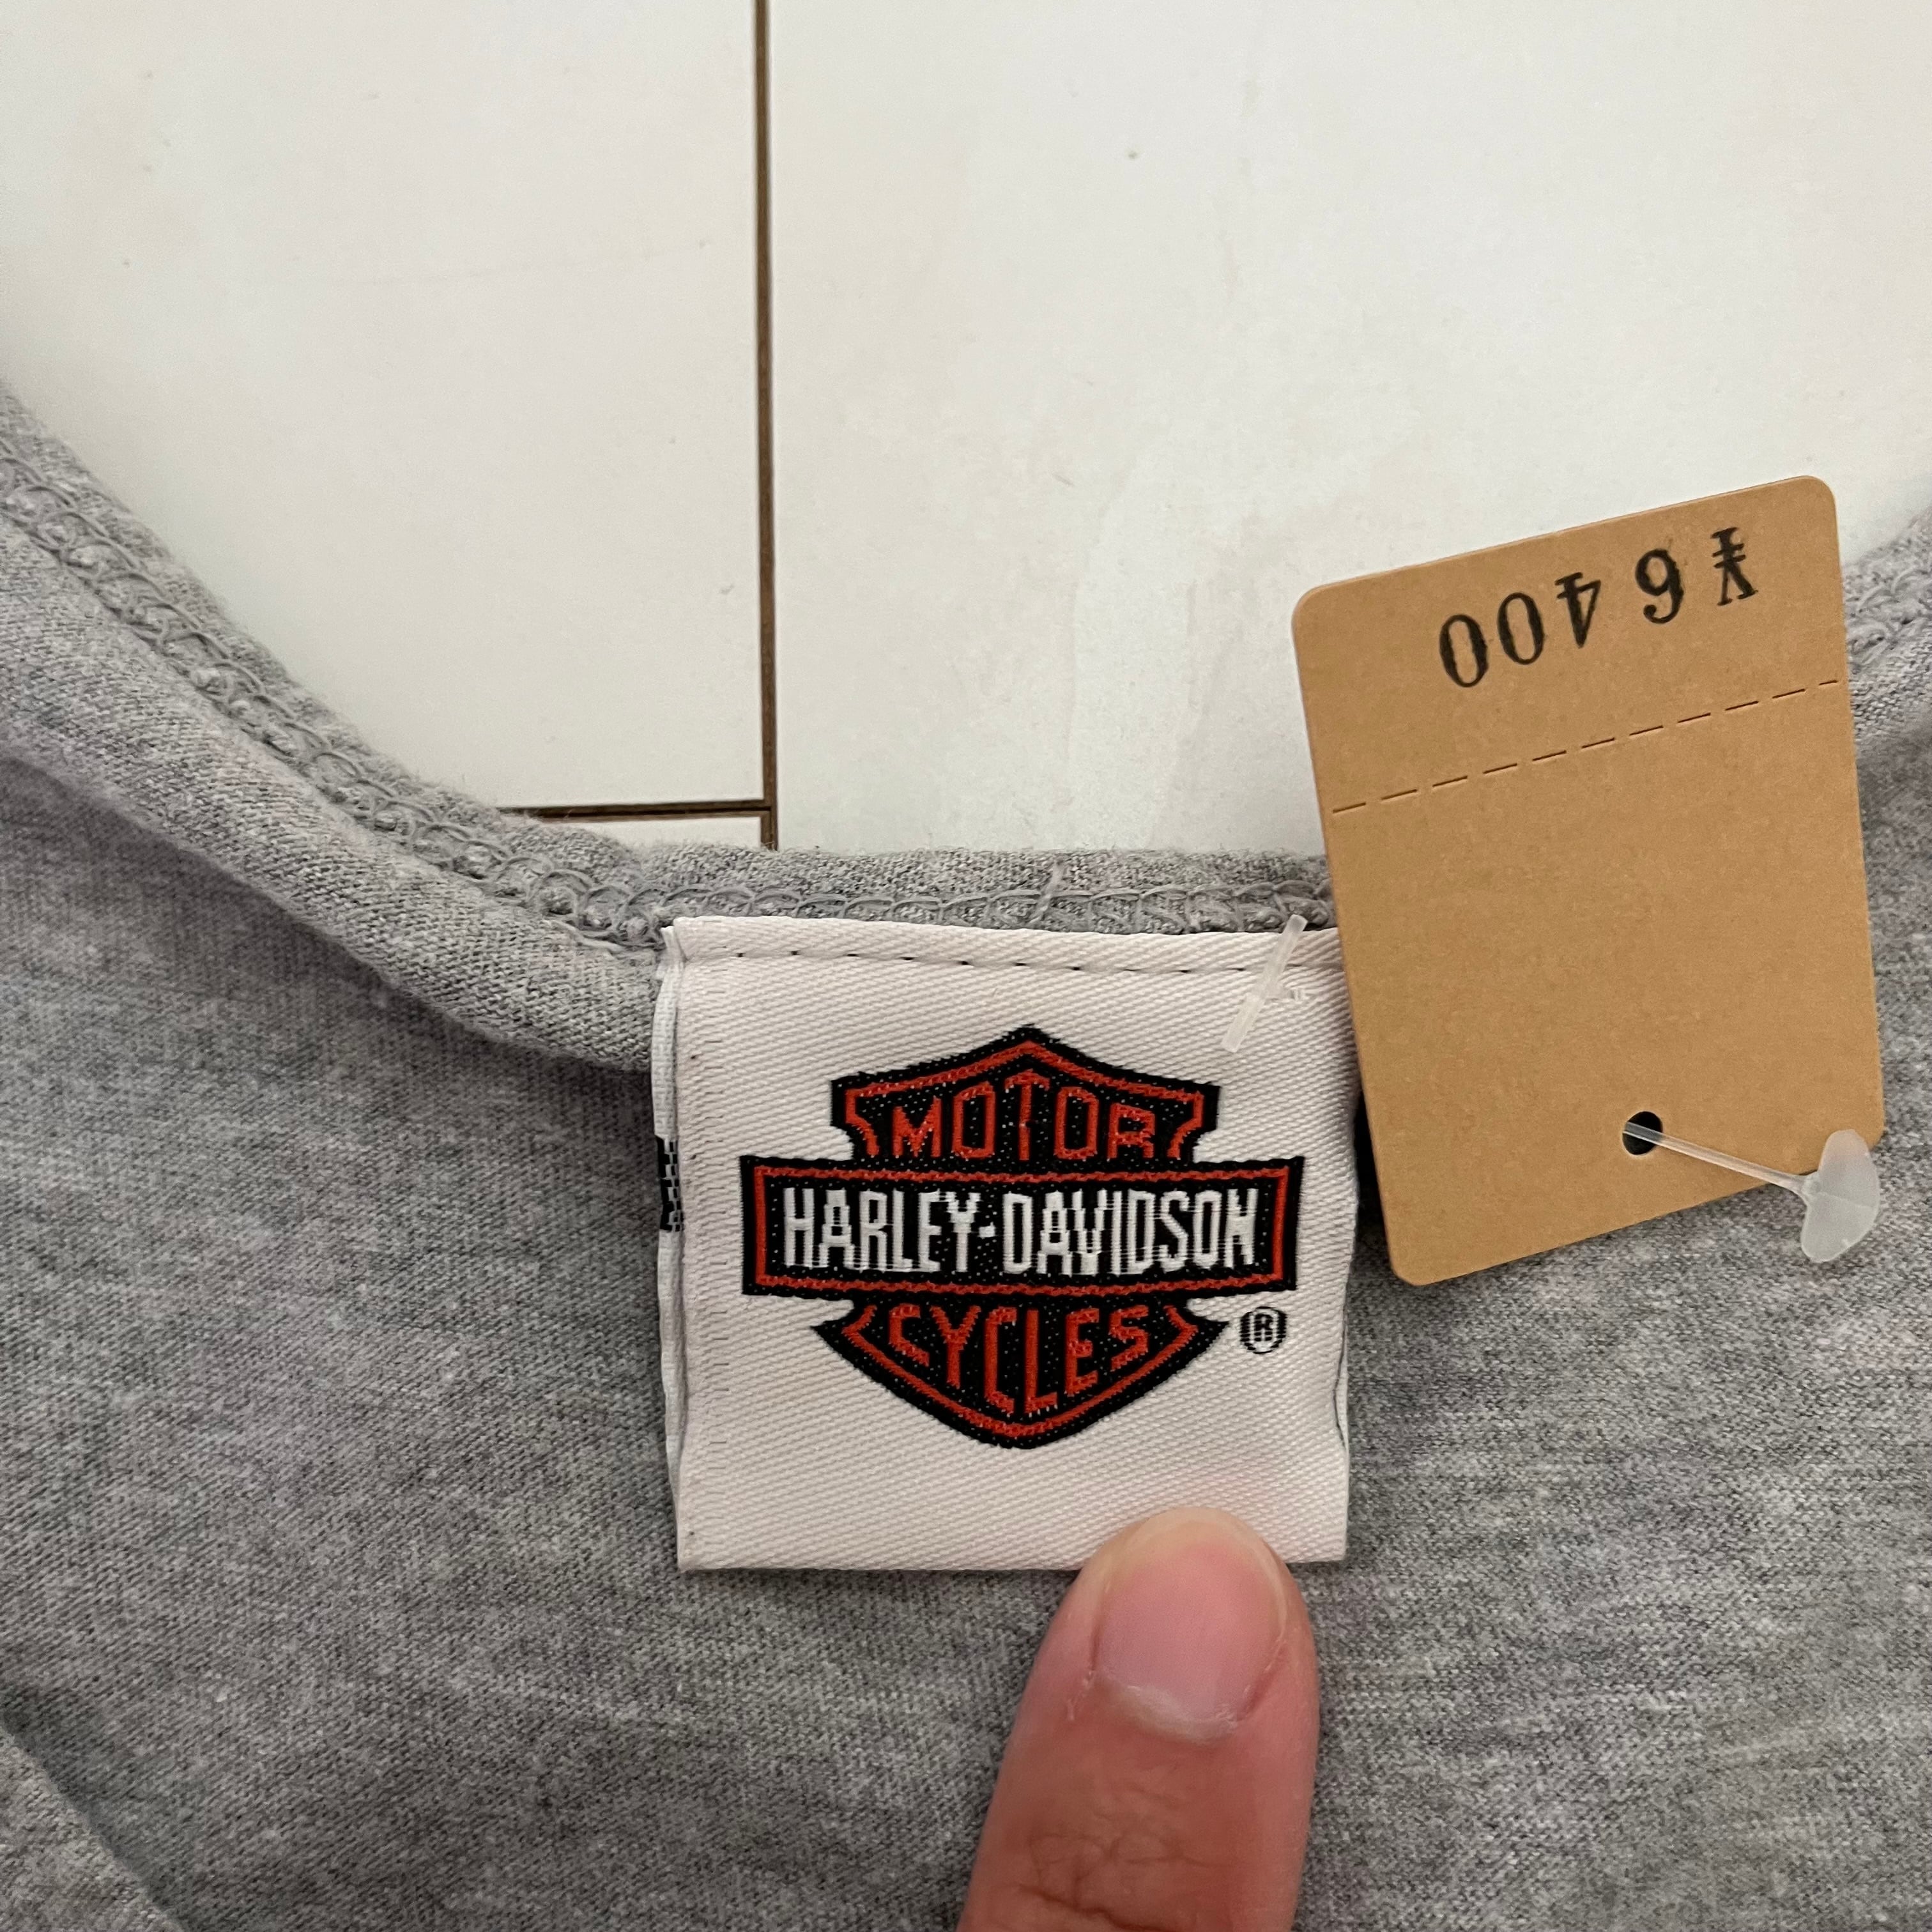 ¥6400
MOTOR
HARLEY-DAVIDSON
CYCLES
®